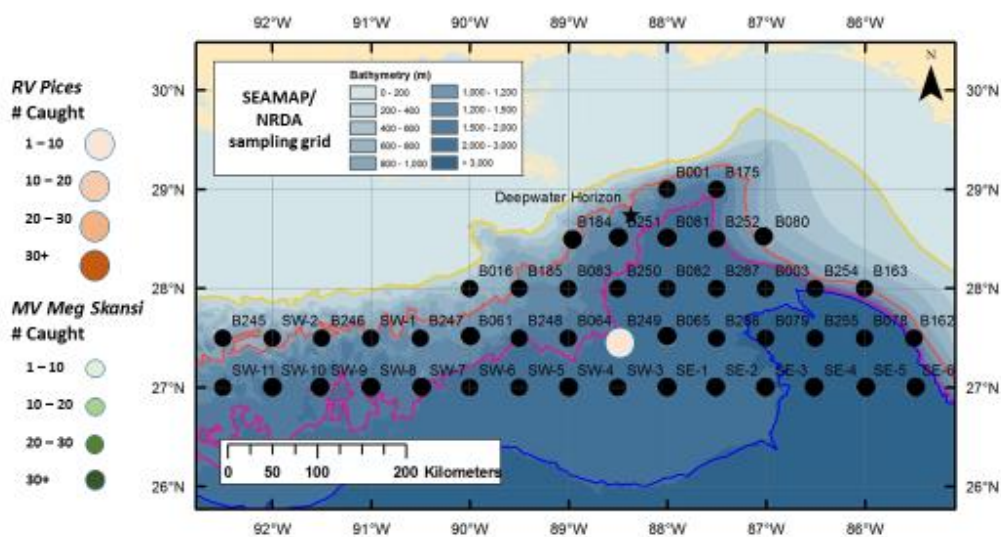 92°W 91°W 90°W 89°W 88°W 87°W 86°W
N
30°N 30°N
29°N 29°N
28°N 28°N
27°N 27°N
26°N 26°N
RV Pices
# Caught
1 – 10
10 – 20
20 – 30
30+
MV Meg Skansi
# Caught
1 – 10
10 – 20
20 – 30
30+
SEAMAP/
NRDA
sampling grid
Bathymetry (m)
0 - 200 1,000 - 1,200
200 - 400 1,200 - 1,500
400 - 600 1,500 - 2,000
600 - 800 2,000 - 3,000
800 - 1,000 > 3,000
B001 B175
Deepwater Horizon
B184 B251 B081 B252 B080
B016 B185 B083 B250 B082 B287 B003 B254 B163
B245 SW-2 B246 SW-1 B247 B061 B248 B064 B249 B065 B286 B079 B255 B078 B162
SW-11 SW-10 SW-9 SW-8 SW-7 SW-6 SW-5 SW-4 SW-3 SE-1 SE-2 SE-3 SE-4 SE-5 SE-6
0 50 100 200 Kilometers
92°W 91°W 90°W 89°W 88°W 87°W 86°W